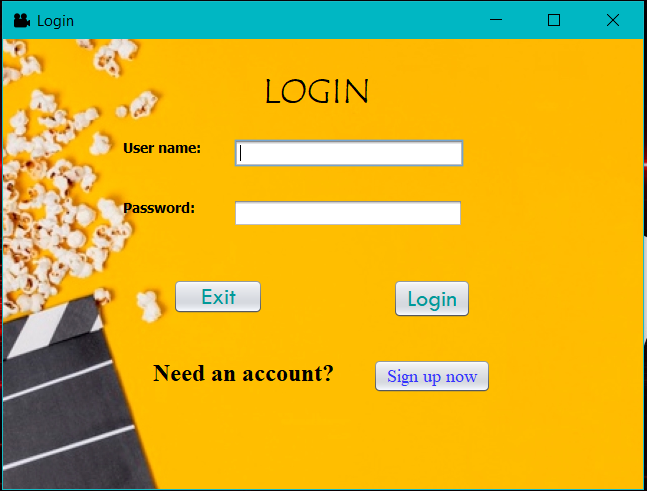 Login
LOGIN
User name:
Password:
Exit
Login
Need an account?
Sign up now